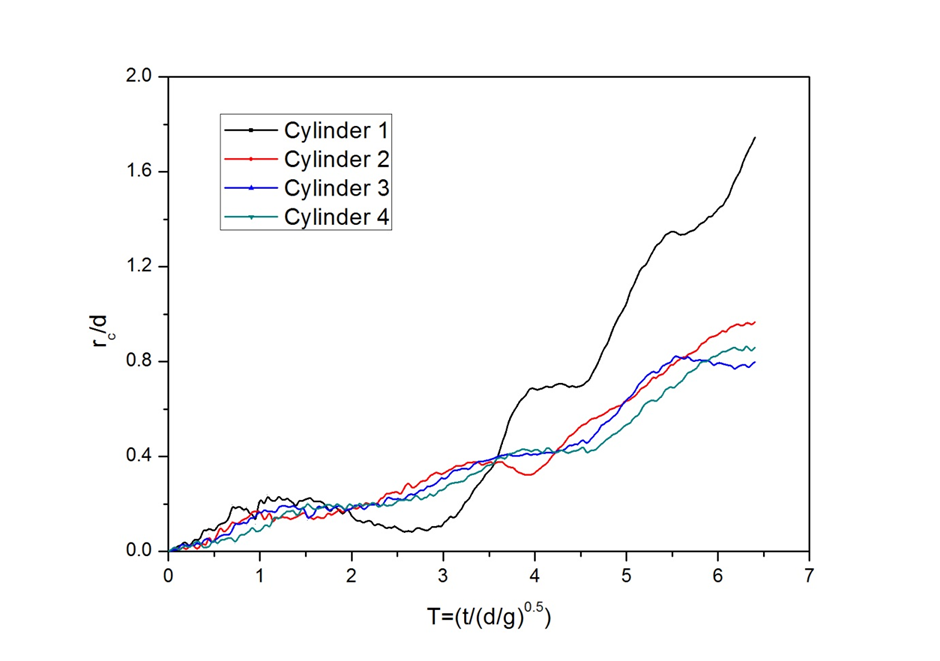 2.0
1.6
1.2
0.8
0.4
0.0
r_c/d
Cylinder 1
Cylinder 2
Cylinder 3
Cylinder 4
0 1 2 3 4 5 6 7
T=(t/(d/g)^0.5)